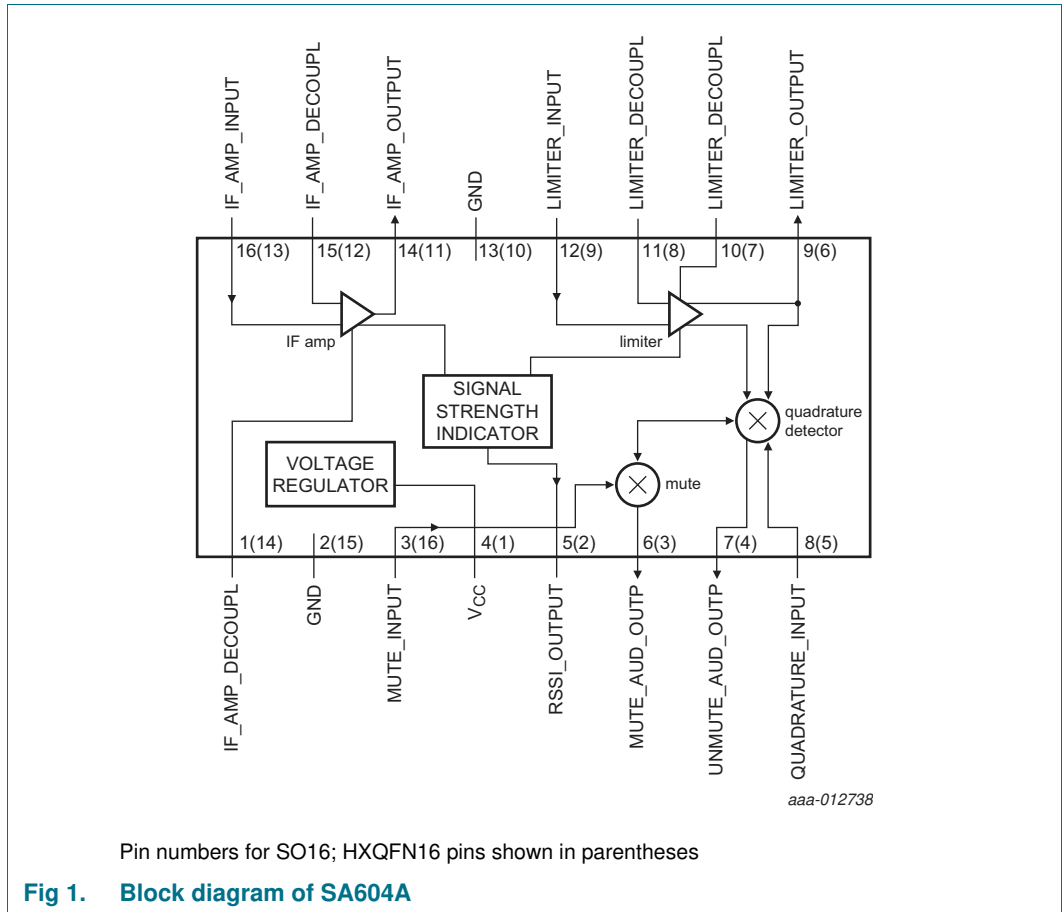 IF_AMP_INPUT
IF_AMP_DECOUPL
IF_AMP_OUTPUT
GND
LIMITER_INPUT
LIMITER_DECOUPL
LIMITER_DECOUPL
LIMITER_OUTPUT
16(13)
15(12)
14(11)
13(10)
12(9)
11(8)
10(7)
9(6)
IF amp
limiter
SIGNAL
STRENGTH
INDICATOR
quadrature
detector
VOLTAGE
REGULATOR
mute
1(14)
2(15)
3(16)
4(1)
5(2)
6(3)
7(4)
8(5)
IF_AMP_DECOUPL
GND
MUTE_INPUT
VCC
RSSI_OUTPUT
MUTE_AUD_OUTP
UNMUTE_AUD_OUTP
QUADRATURE_INPUT
aaa-012738
Pin numbers for SO16; HXQFN16 pins shown in parentheses
Fig 1. Block diagram of SA604A